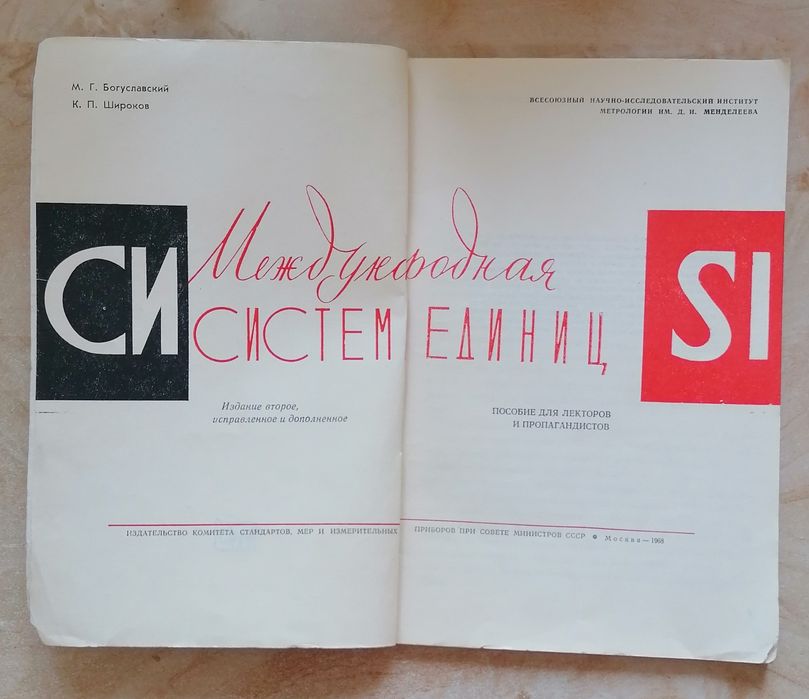 М. Г. Богуславский
К. П. Широков
ВСЕСОЮЗНЫЙ НАУЧНО-ИССЛЕДОВАТЕЛЬСКИЙ ИНСТИТУТ
МЕТРОЛОГИИ ИМ. Д. И. МЕНДЕЛЕЕВА
СИ
Международная
SI
СИСТЕМ ЕДИНИЦ
Издание второе,
исправленное и дополненное
ПОСОБИЕ ДЛЯ ЛЕКТОРОВ
И ПРОПАГАНДИСТОВ
ИЗДАТЕЛЬСТВО КОМИТЕТА СТАНДАРТОВ, МЕР И ИЗМЕРИТЕЛЬНЫХ ПРИБОРОВ ПРИ СОВЕТЕ МИНИСТРОВ СССР • Москва — 1968